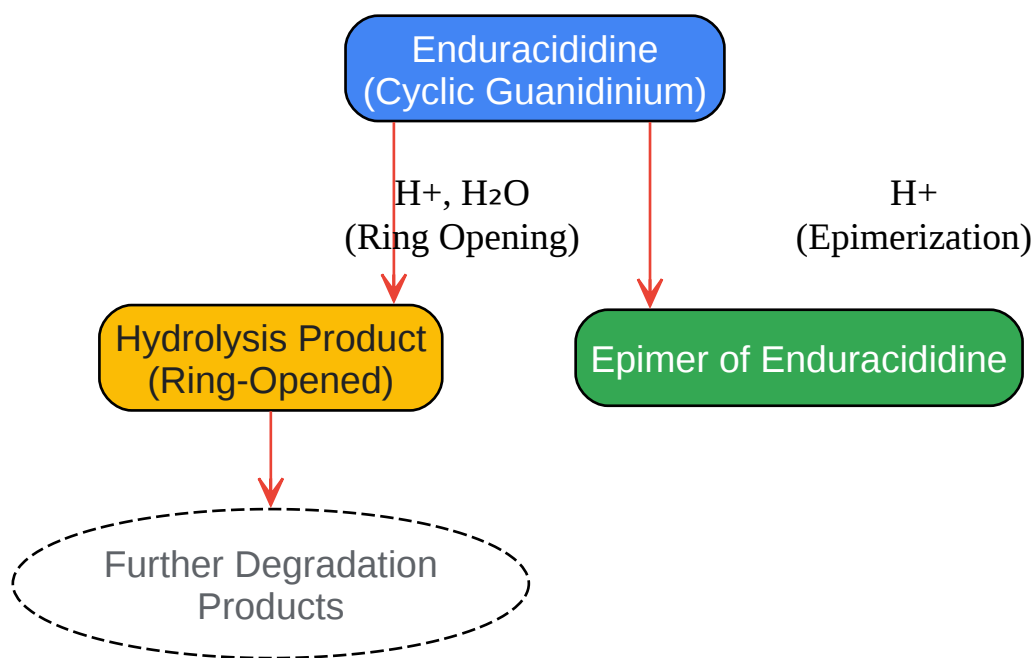 Enduracididine
(Cyclic Guanidinium)
H+, H₂O
(Ring Opening)
H+
(Epimerization)
Hydrolysis Product
(Ring-Opened)
Epimer of Enduracididine
Further Degradation
Products